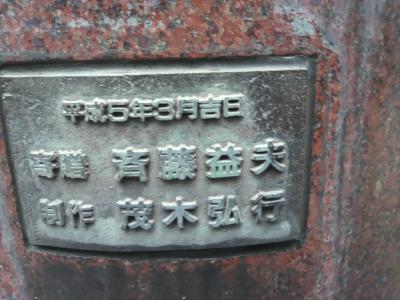 平成5年3月吉日
寄贈 斉藤益夫
制作 茂木弘行